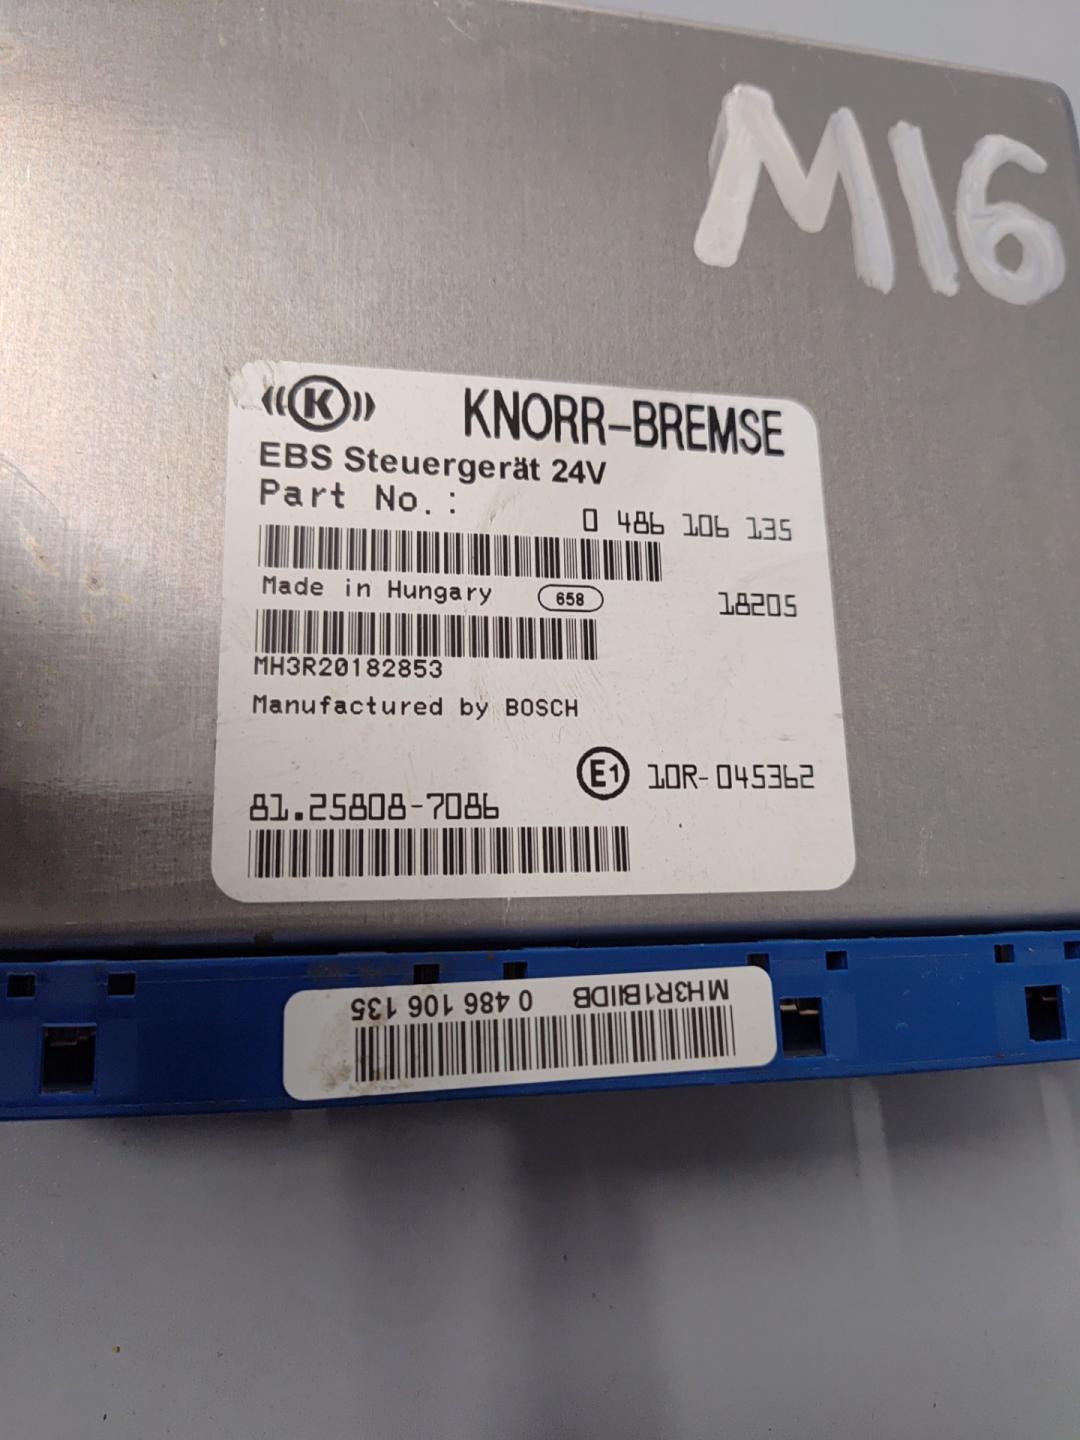 M16
K
KNORR-BREMSE
EBS Steuergerät 24V
Part No.:
0 486 106 135
Made in Hungary
658
18205
MH3R20182853
Manufactured by BOSCH
E1
10R-045362
81.25808-7086
MH3R1BIIDB 0 486 106 135